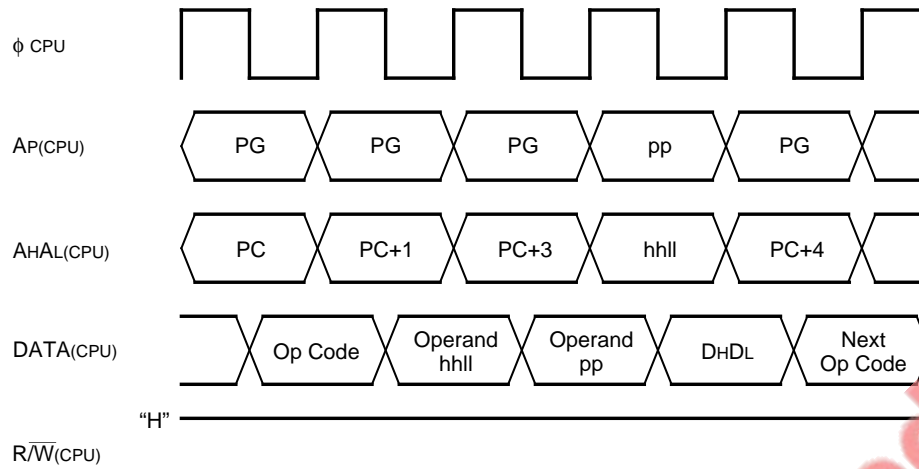 ϕ CPU
AP(CPU) PG PG PG pp PG
AHAL(CPU) PC PC+1 PC+3 hhll PC+4
DATA(CPU) Op Code Operand hhll Operand pp DHDL Next Op Code
“H”
R/W̅(CPU)